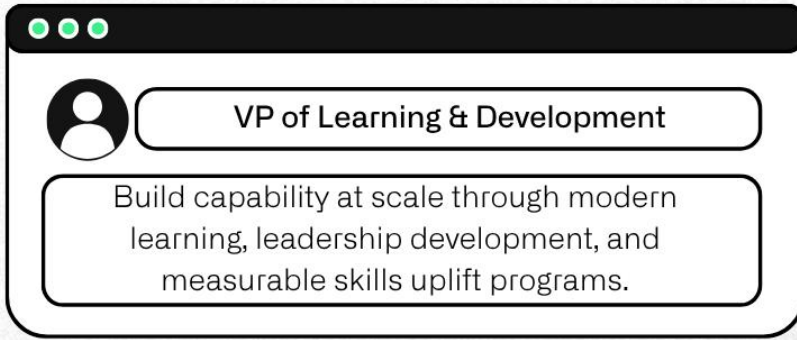 VP of Learning & Development
Build capability at scale through modern
learning, leadership development, and
measurable skills uplift programs.